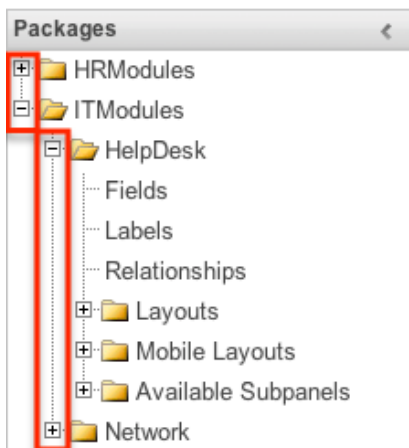 Packages
HRModules
ITModules
HelpDesk
Fields
Labels
Relationships
Layouts
Mobile Layouts
Available Subpanels
Network